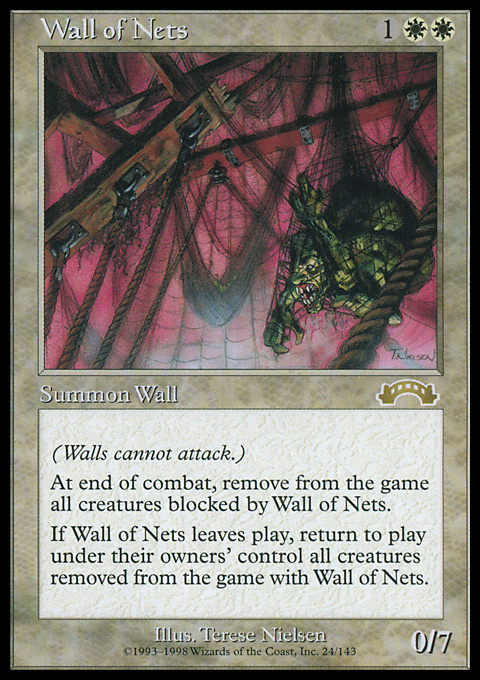 Wall of Nets 1
T. NIELSEN
Summon Wall
(Walls cannot attack.)
At end of combat, remove from the game
all creatures blocked by Wall of Nets.
If Wall of Nets leaves play, return to play
under their owners' control all creatures
removed from the game with Wall of Nets.
Illus. Terese Nielsen
©1993–1998 Wizards of the Coast, Inc. 24/143
0/7